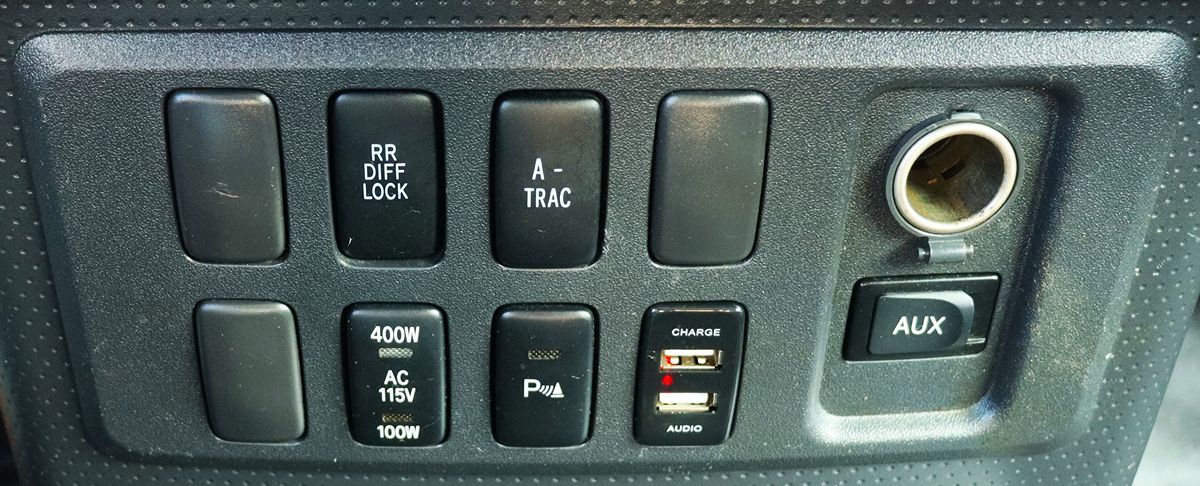 RR
DIFF
LOCK
A -
TRAC
400W
AC
115V
100W
P
CHARGE
AUDIO
AUX